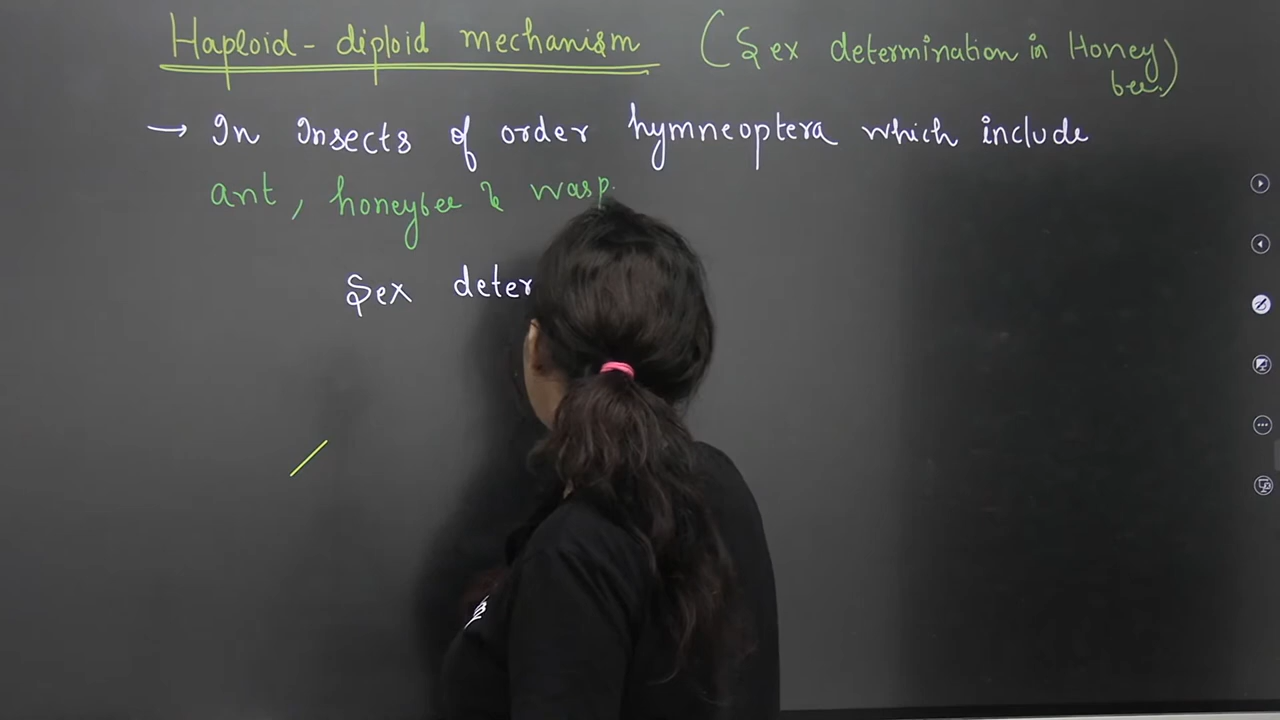 Haploid - diploid mechanism (Sex determination in Honey bee.)
→ In Insects of order hymneoptera which include
ant, honeybee & wasp.
Sex deter